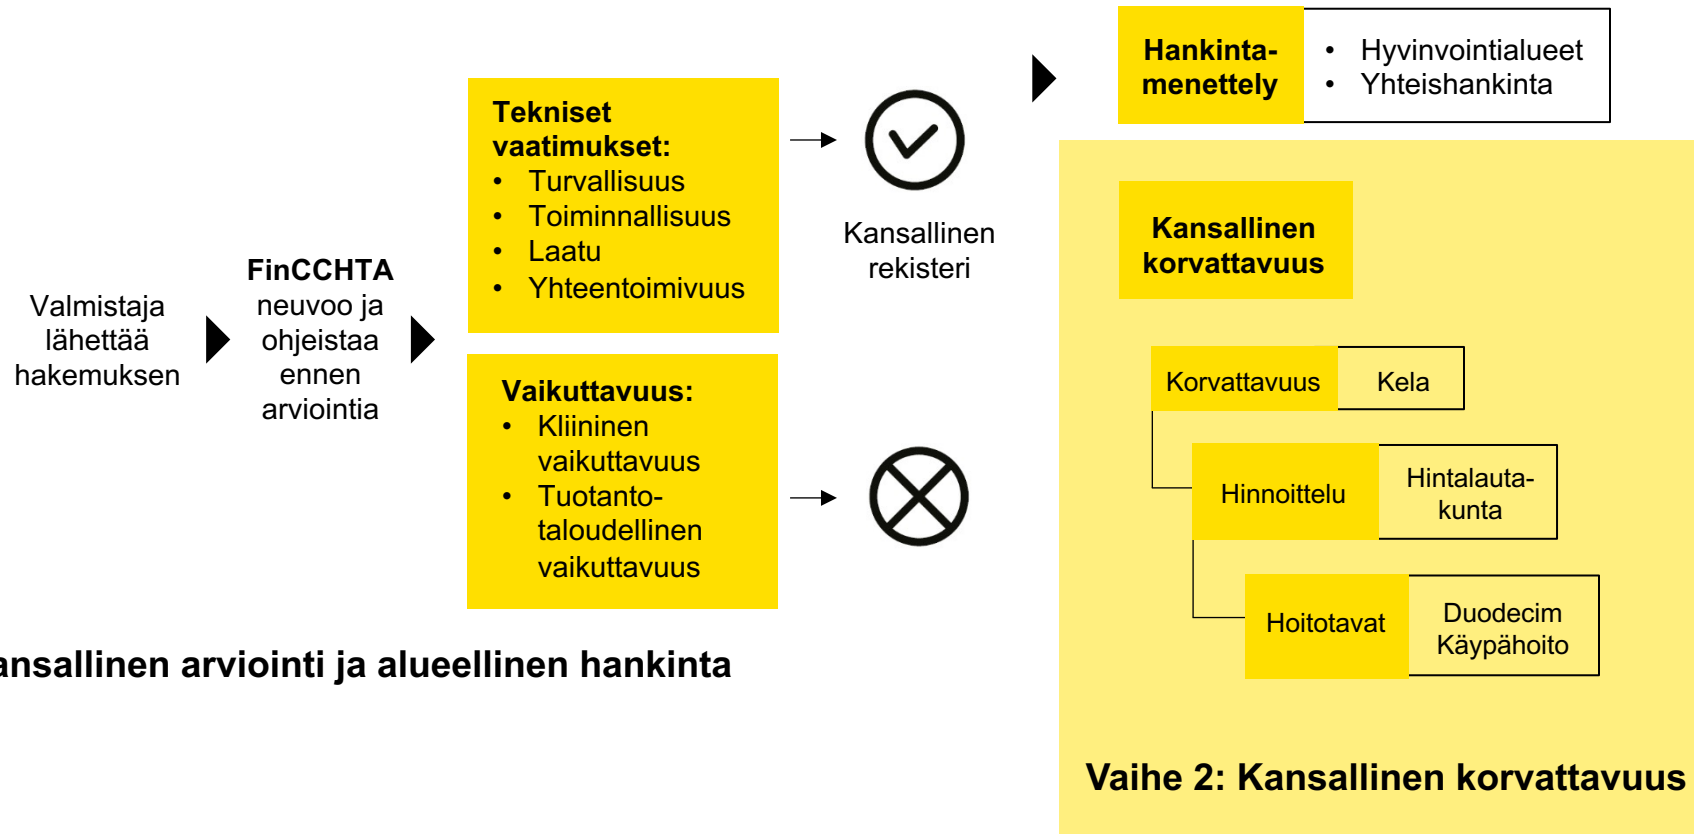 Valmistaja
lähettää
hakemuksen
FinCCHTA
neuvoo ja
ohjeistaa
ennen
arviointia
Tekniset
vaatimukset:
• Turvallisuus
• Toiminnallisuus
• Laatu
• Yhteentoimivuus
Vaikuttavuus:
• Kliininen
vaikuttavuus
• Tuotanto-
taloudellinen
vaikuttavuus
Kansallinen
rekisteri
Hankinta-
menettely
• Hyvinvointialueet
• Yhteishankinta
Kansallinen
korvattavuus
Korvattavuus
Kela
Hinnoittelu
Hintalauta-
kunta
Hoitotavat
Duodecim
Käypähoito
ansallinen arviointi ja alueellinen hankinta
Vaihe 2: Kansallinen korvattavuus